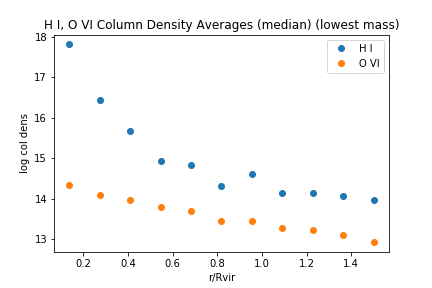 H I, O VI Column Density Averages (median) (lowest mass)
18
17
16
15
14
13
log col dens
H I
O VI
0.2 0.4 0.6 0.8 1.0 1.2 1.4
r/Rvir